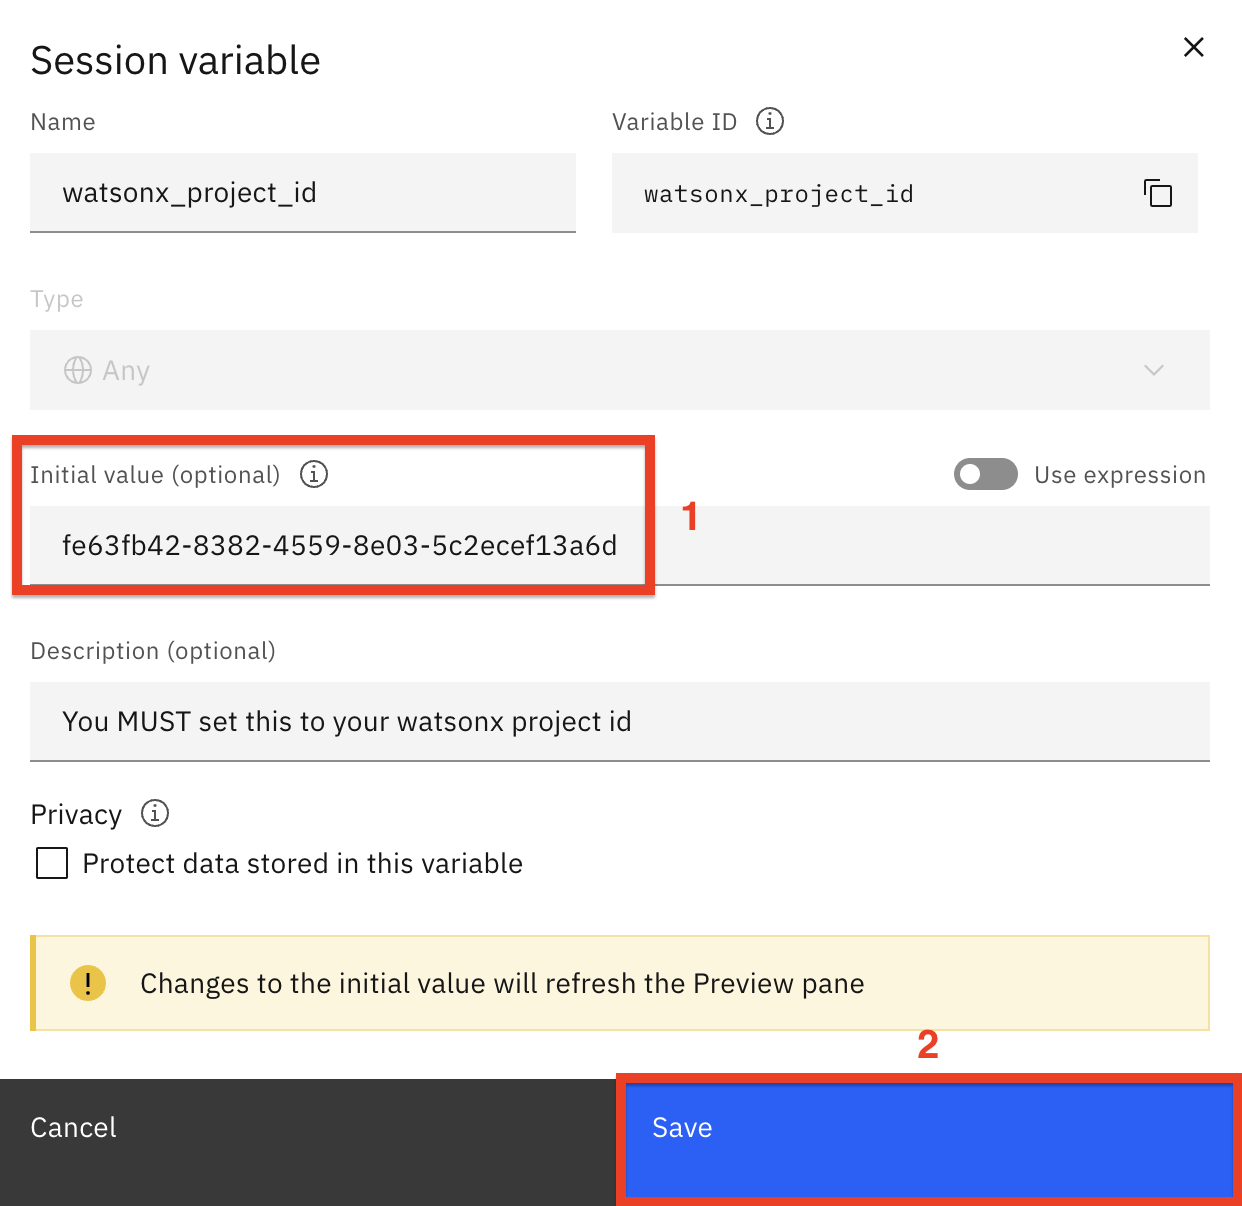 Session variable
Name
Variable ID
watsonx_project_id
watsonx_project_id
Type
Any
Initial value (optional)
Use expression
1
fe63fb42-8382-4559-8e03-5c2ecef13a6d
Description (optional)
You MUST set this to your watsonx project id
Privacy
Protect data stored in this variable
Changes to the initial value will refresh the Preview pane
2
Cancel
Save